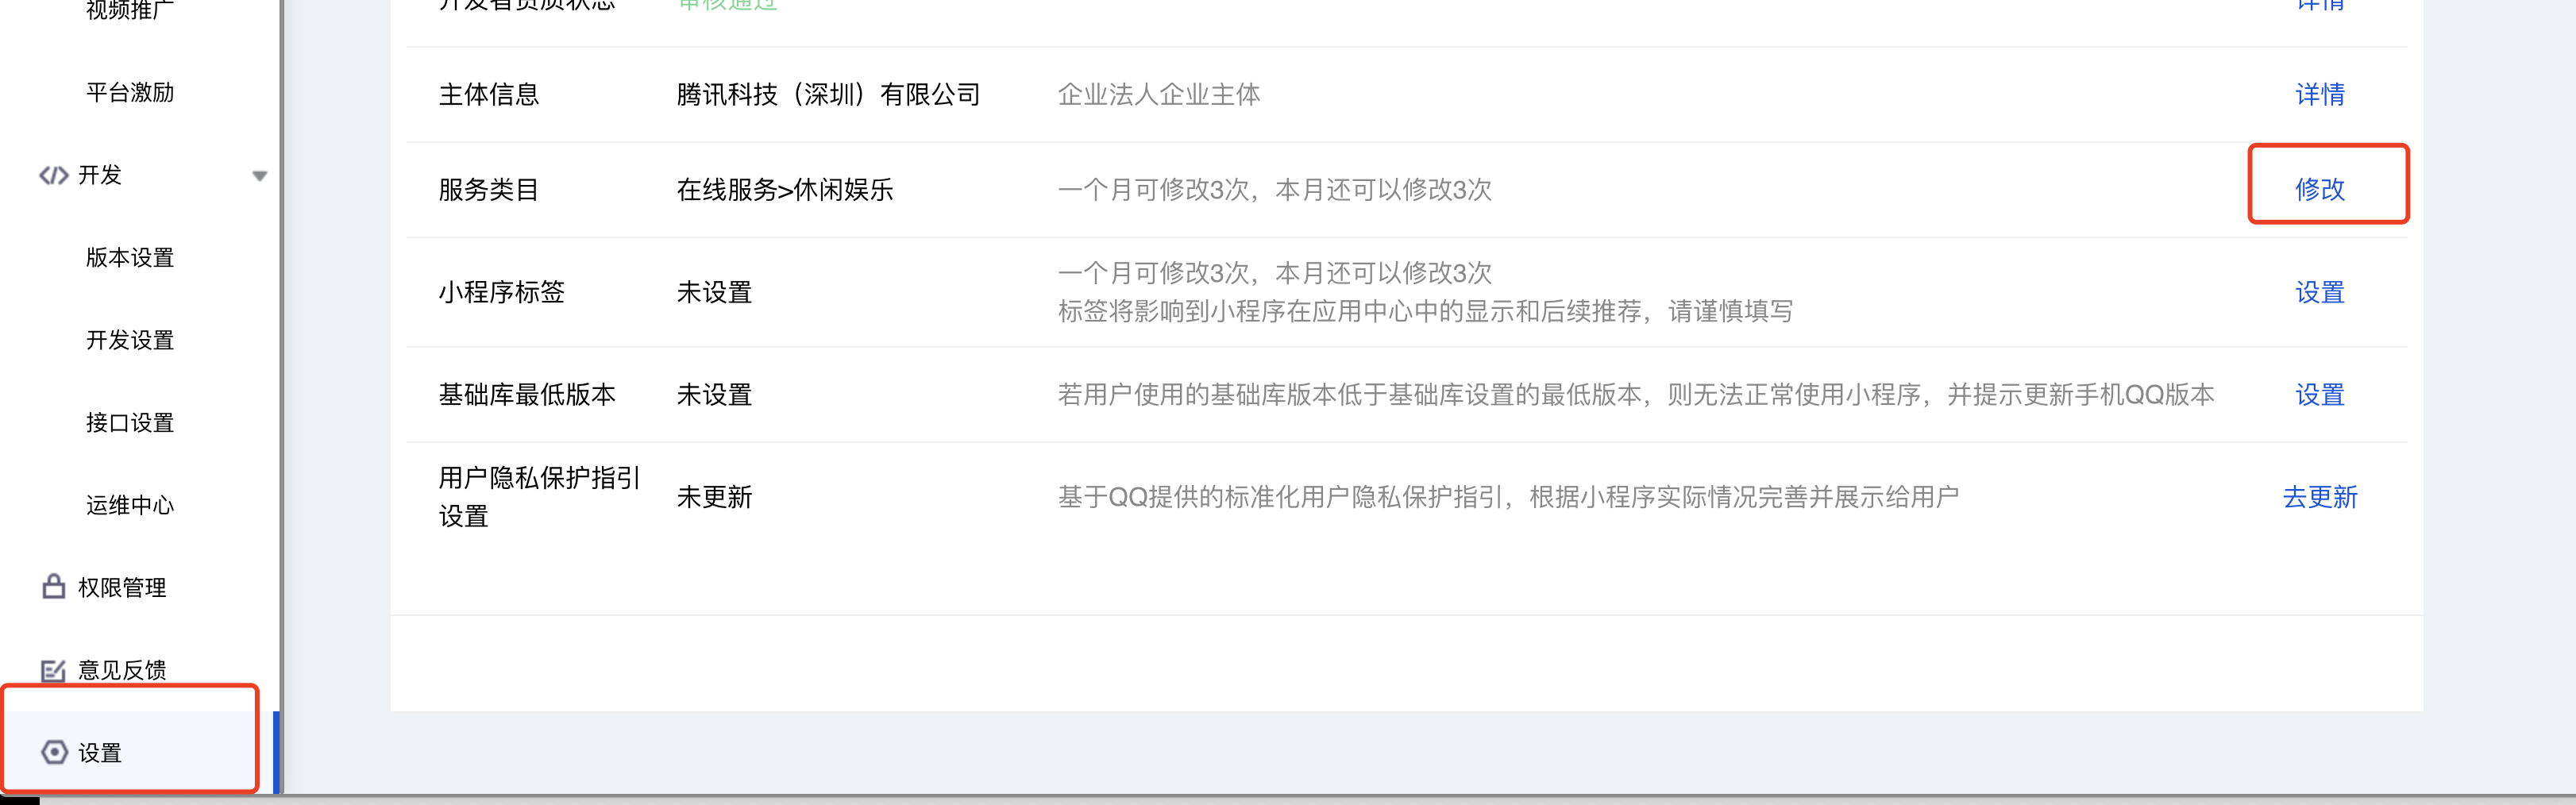 视频推广
平台激励
开发
版本设置
开发设置
接口设置
运维中心
权限管理
意见反馈
设置
开发者资质状态 审核通过 详情
主体信息 腾讯科技（深圳）有限公司 企业法人企业主体 详情
服务类目 在线服务>休闲娱乐 一个月可修改3次，本月还可以修改3次 修改
小程序标签 未设置 一个月可修改3次，本月还可以修改3次
标签将影响到小程序在应用中心中的显示和后续推荐，请谨慎填写 设置
基础库最低版本 未设置 若用户使用的基础库版本低于基础库设置的最低版本，则无法正常使用小程序，并提示更新手机QQ版本 设置
用户隐私保护指引
设置 未更新 基于QQ提供的标准化用户隐私保护指引，根据小程序实际情况完善并展示给用户 去更新